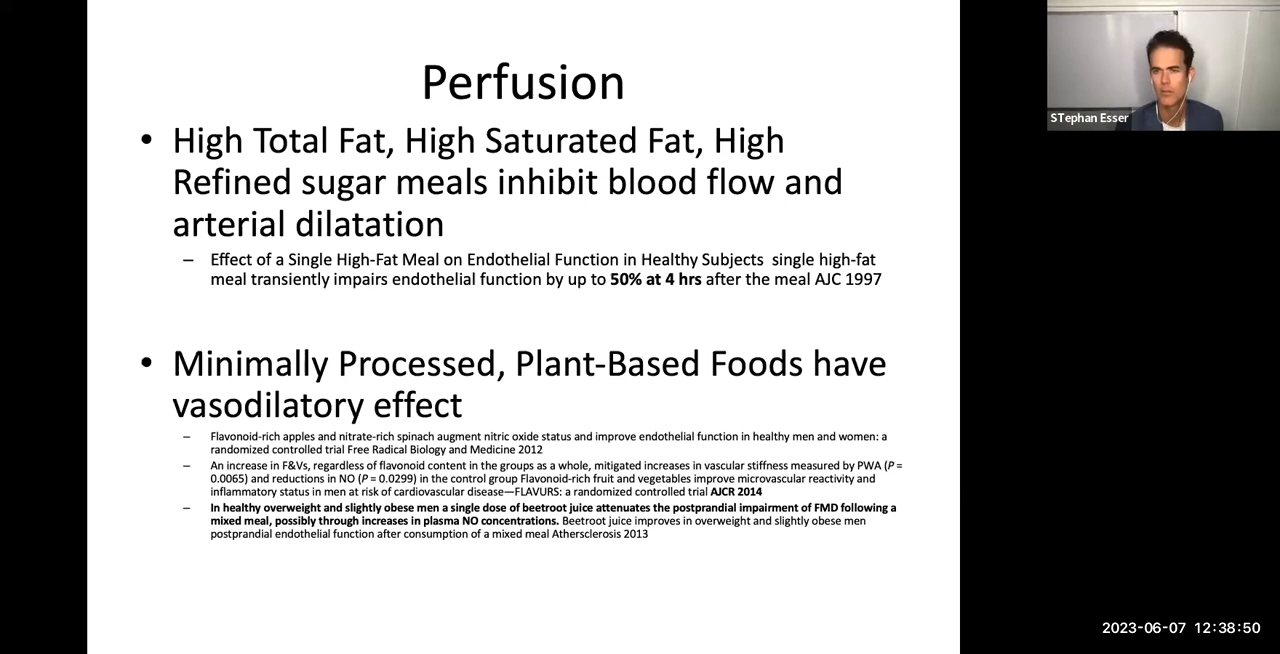 Perfusion
• High Total Fat, High Saturated Fat, High
Refined sugar meals inhibit blood flow and
arterial dilatation
– Effect of a Single High-Fat Meal on Endothelial Function in Healthy Subjects single high-fat
meal transiently impairs endothelial function by up to 50% at 4 hrs after the meal AJC 1997
• Minimally Processed, Plant-Based Foods have
vasodilatory effect
– Flavonoid-rich apples and nitrate-rich spinach augment nitric oxide status and improve endothelial function in healthy men and women: a
randomized controlled trial Free Radical Biology and Medicine 2012
– An increase in F&Vs, regardless of flavonoid content in the groups as a whole, mitigated increases in vascular stiffness measured by PWA (P =
0.0065) and reductions in NO (P = 0.0299) in the control group Flavonoid-rich fruit and vegetables improve microvascular reactivity and
inflammatory status in men at risk of cardiovascular disease—FLAVURS: a randomized controlled trial AJCR 2014
– In healthy overweight and slightly obese men a single dose of beetroot juice attenuates the postprandial impairment of FMD following a
mixed meal, possibly through increases in plasma NO concentrations. Beetroot juice improves in overweight and slightly obese men
postprandial endothelial function after consumption of a mixed meal Athersclerosis 2013
STephan Esser
2023-06-07 12:38:50